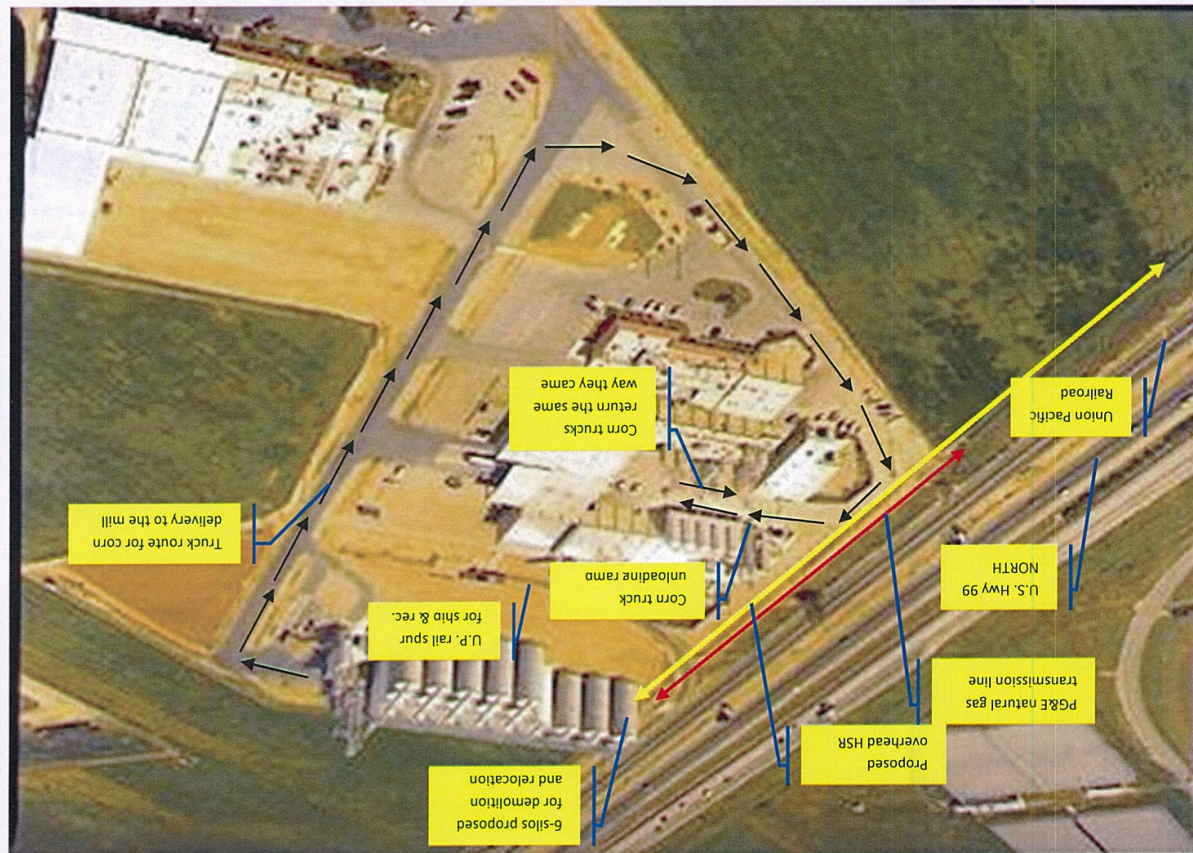 6-silos proposed
for demolition
and relocation
Proposed
overhead HSR
PG&E natural gas
transmission line
U.S. Hwy 99
NORTH
Corn truck
unloading ramp
U.P. rail spur
for ship & rec.
Truck route for corn
delivery to the mill
Union Pacific
Railroad
Corn trucks
return the same
way they came